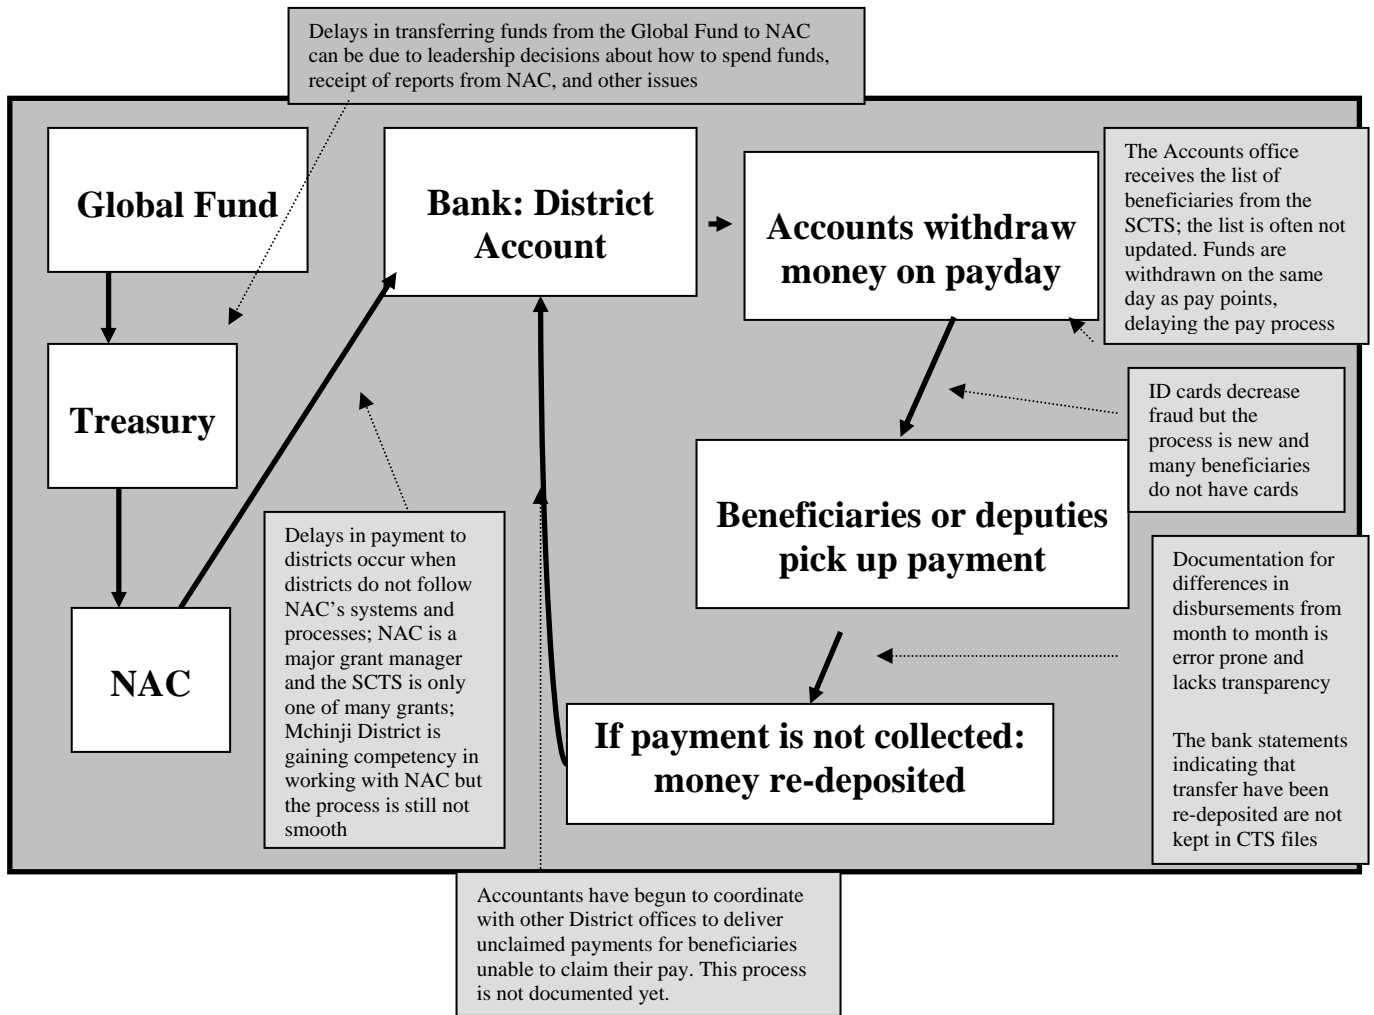 Delays in transferring funds from the Global Fund to NAC
can be due to leadership decisions about how to spend funds,
receipt of reports from NAC, and other issues
Global Fund
Bank: District
Account
Accounts withdraw
money on payday
The Accounts office
receives the list of
beneficiaries from the
SCTS; the list is often not
updated. Funds are
withdrawn on the same
day as pay points,
delaying the pay process
Treasury
ID cards decrease
fraud but the
process is new and
many beneficiaries
do not have cards
Beneficiaries or deputies
pick up payment
Delays in payment to
districts occur when
districts do not follow
NAC’s systems and
processes; NAC is a
major grant manager
and the SCTS is only
one of many grants;
Mchinji District is
gaining competency in
working with NAC but
the process is still not
smooth
Documentation for
differences in
disbursements from
month to month is
error prone and
lacks transparency
The bank statements
indicating that
transfer have been
re-deposited are not
kept in CTS files
NAC
If payment is not collected:
money re-deposited
Accountants have begun to coordinate
with other District offices to deliver
unclaimed payments for beneficiaries
unable to claim their pay. This process
is not documented yet.